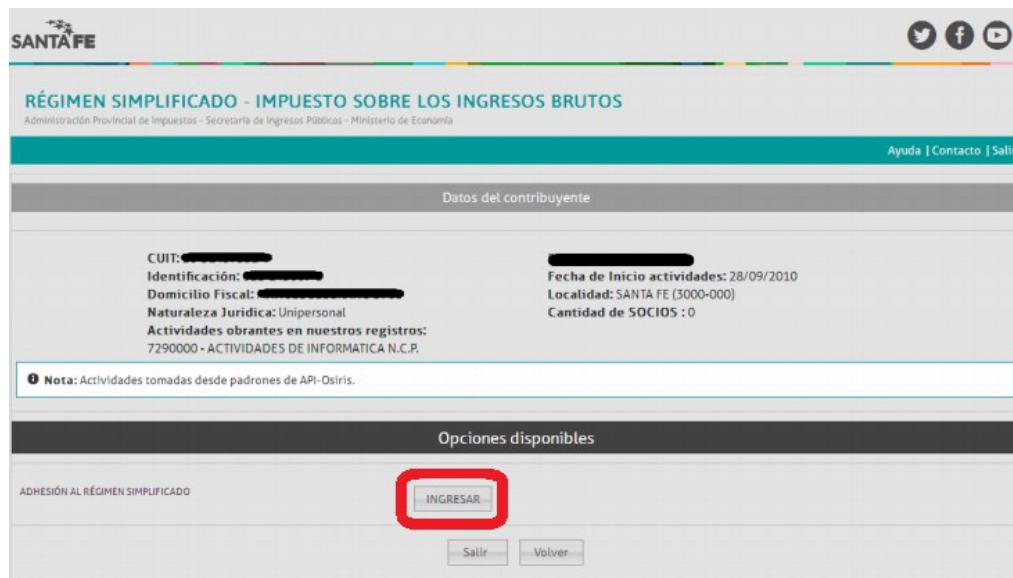 SANTA FE
RÉGIMEN SIMPLIFICADO - IMPUESTO SOBRE LOS INGRESOS BRUTOS
Administración Provincial de Impuestos - Secretaría de Ingresos Públicos - Ministerio de Economía
Ayuda | Contacto | Sali
Datos del contribuyente
CUIT:
Identificación:
Domicilio Fiscal:
Naturaleza Juridica: Unipersonal
Actividades obrantes en nuestros registros:
7290000 - ACTIVIDADES DE INFORMATICA N.C.P.
Fecha de Inicio actividades: 28/09/2010
Localidad: SANTA FE (3000-000)
Cantidad de SOCIOS : 0
Nota: Actividades tomadas desde padrones de API-Osiris.
Opciones disponibles
ADHESIÓN AL RÉGIMEN SIMPLIFICADO
INGRESAR
Salir Volver